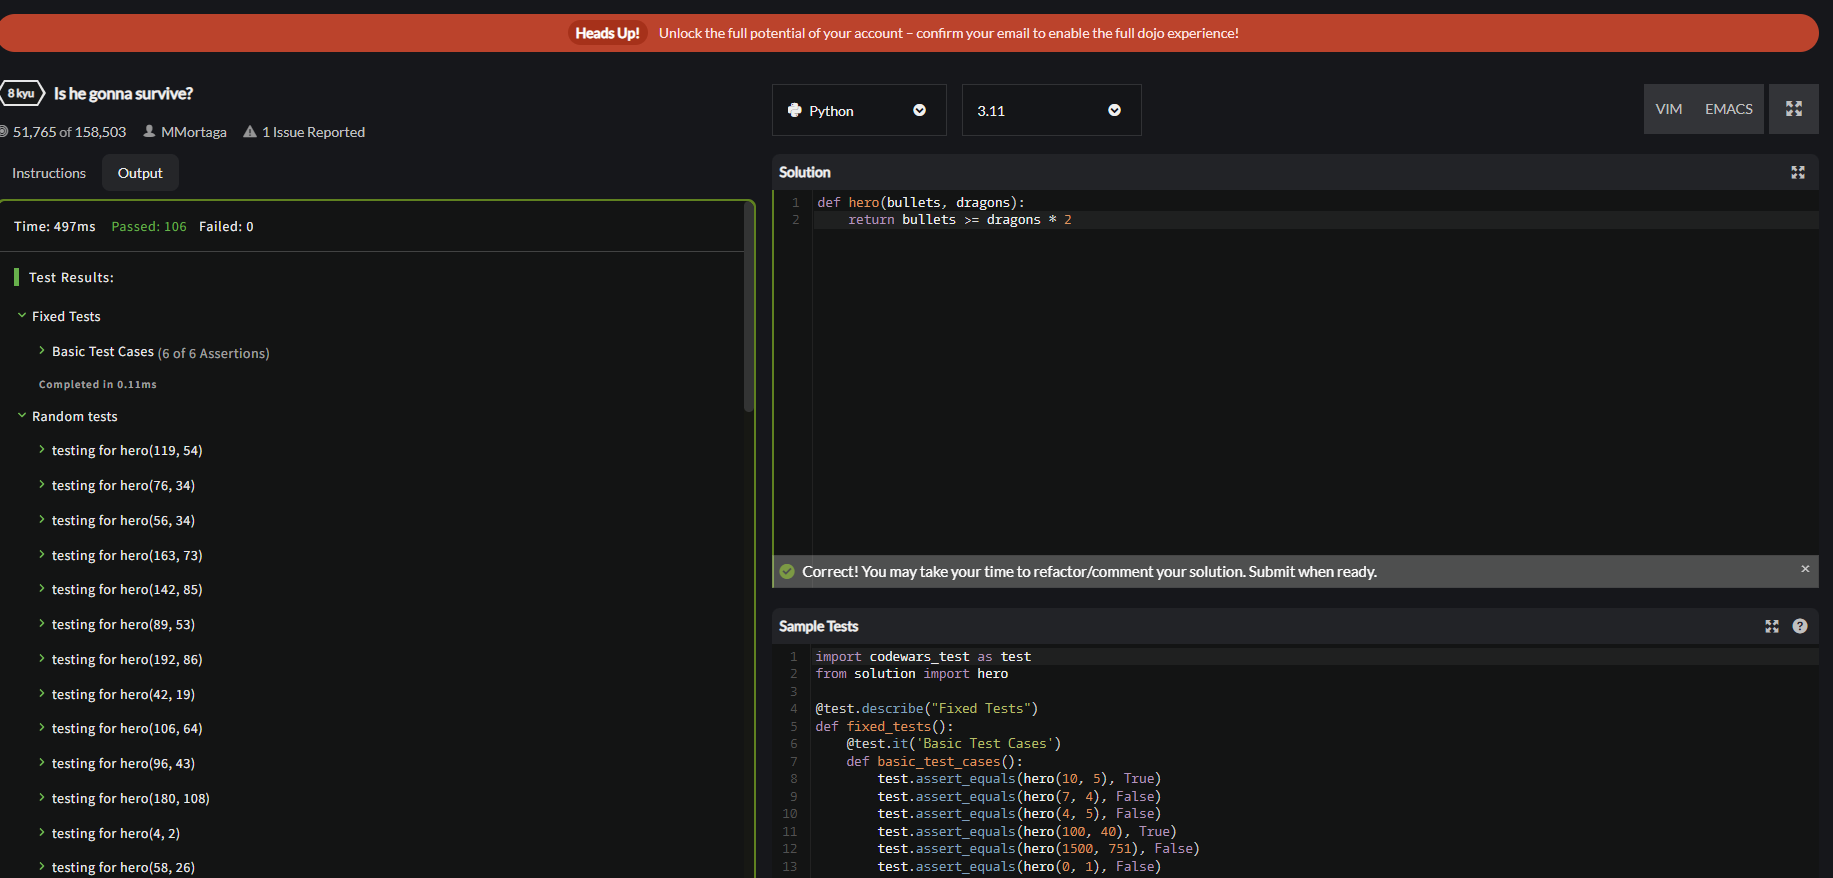 Heads Up! Unlock the full potential of your account – confirm your email to enable the full dojo experience!
8 kyu Is he gonna survive?
51,765 of 158,503 MMortaga 1 Issue Reported
Instructions Output
Time: 497ms Passed: 106 Failed: 0
Test Results:
Fixed Tests
Basic Test Cases (6 of 6 Assertions)
Completed in 0.11ms
Random tests
testing for hero(119, 54)
testing for hero(76, 34)
testing for hero(56, 34)
testing for hero(163, 73)
testing for hero(142, 85)
testing for hero(89, 53)
testing for hero(192, 86)
testing for hero(42, 19)
testing for hero(106, 64)
testing for hero(96, 43)
testing for hero(180, 108)
testing for hero(4, 2)
testing for hero(58, 26)
Python 3.11 VIM EMACS
Solution
1 def hero(bullets, dragons):
2     return bullets >= dragons * 2
Correct! You may take your time to refactor/comment your solution. Submit when ready. ×
Sample Tests ?
1 import codewars_test as test
2 from solution import hero
3
4 @test.describe("Fixed Tests")
5 def fixed_tests():
6     @test.it('Basic Test Cases')
7     def basic_test_cases():
8         test.assert_equals(hero(10, 5), True)
9         test.assert_equals(hero(7, 4), False)
10         test.assert_equals(hero(4, 5), False)
11         test.assert_equals(hero(100, 40), True)
12         test.assert_equals(hero(1500, 751), False)
13         test.assert_equals(hero(0, 1), False)